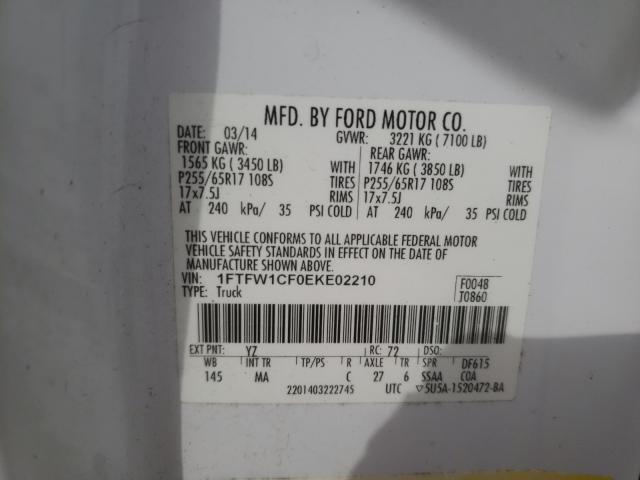 MFD. BY FORD MOTOR CO.
DATE: 03/14 GVWR: 3221 KG ( 7100 LB)
FRONT GAWR: REAR GAWR:
1565 KG ( 3450 LB) WITH 1746 KG ( 3850 LB) WITH
P255/65R17 108S TIRES P255/65R17 108S TIRES
17x7.5J RIMS 17x7.5J RIMS
AT 240 kPa/ 35 PSI COLD AT 240 kPa/ 35 PSI COLD
THIS VEHICLE CONFORMS TO ALL APPLICABLE FEDERAL MOTOR
VEHICLE SAFETY STANDARDS IN EFFECT ON THE DATE OF
MANUFACTURE SHOWN ABOVE.
VIN: 1FTFW1CF0EKE02210 F0048
TYPE: Truck T0860
EXT PNT: YZ RC: 72 DSO:
WB INT TR TP/PS R AXLE TR SPR DF615
145 MA C 27 6 SSAA COA
2201403222745 UTC ▽5U5A-1520472-BA